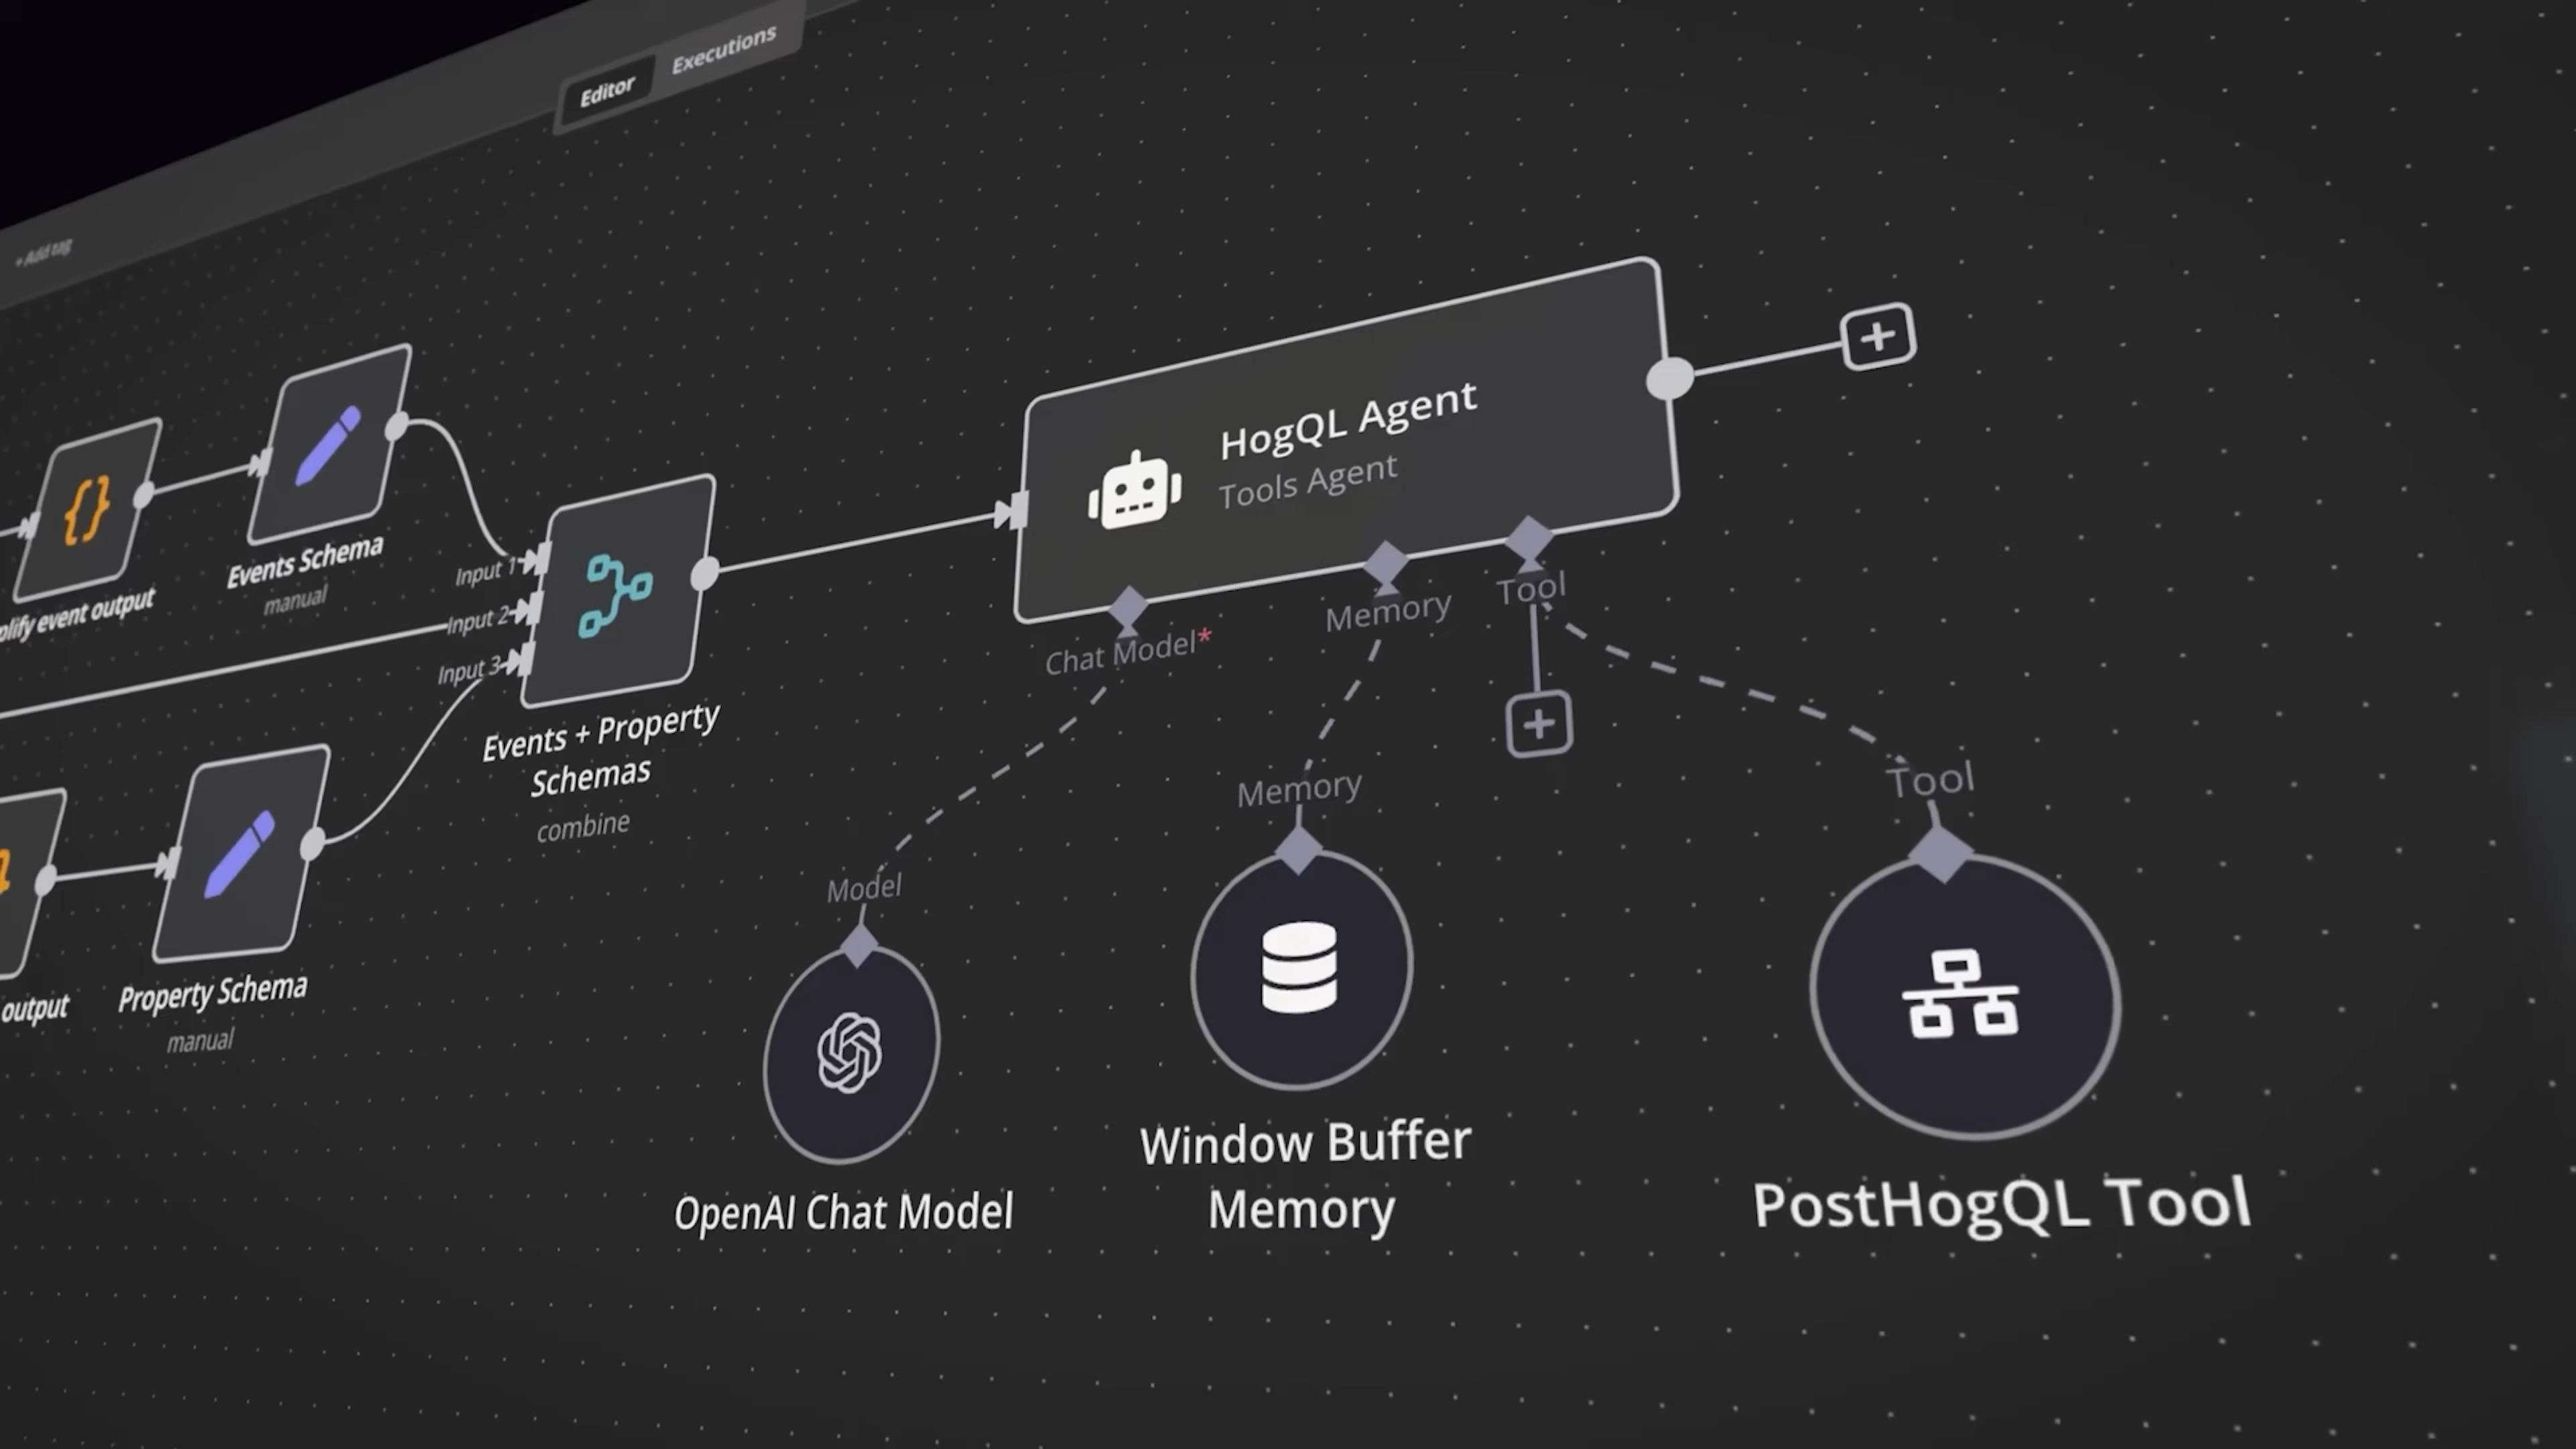 Editor
Executions
+ Add tag
HogQL Agent
Tools Agent
Events Schema
manual
plify event output
Input 1
Input 2
Input 3
Chat Model*
Memory
Tool
Events + Property
Schemas
combine
Model
Memory
Tool
output
Property Schema
manual
OpenAI Chat Model
Window Buffer
Memory
PostHogQL Tool